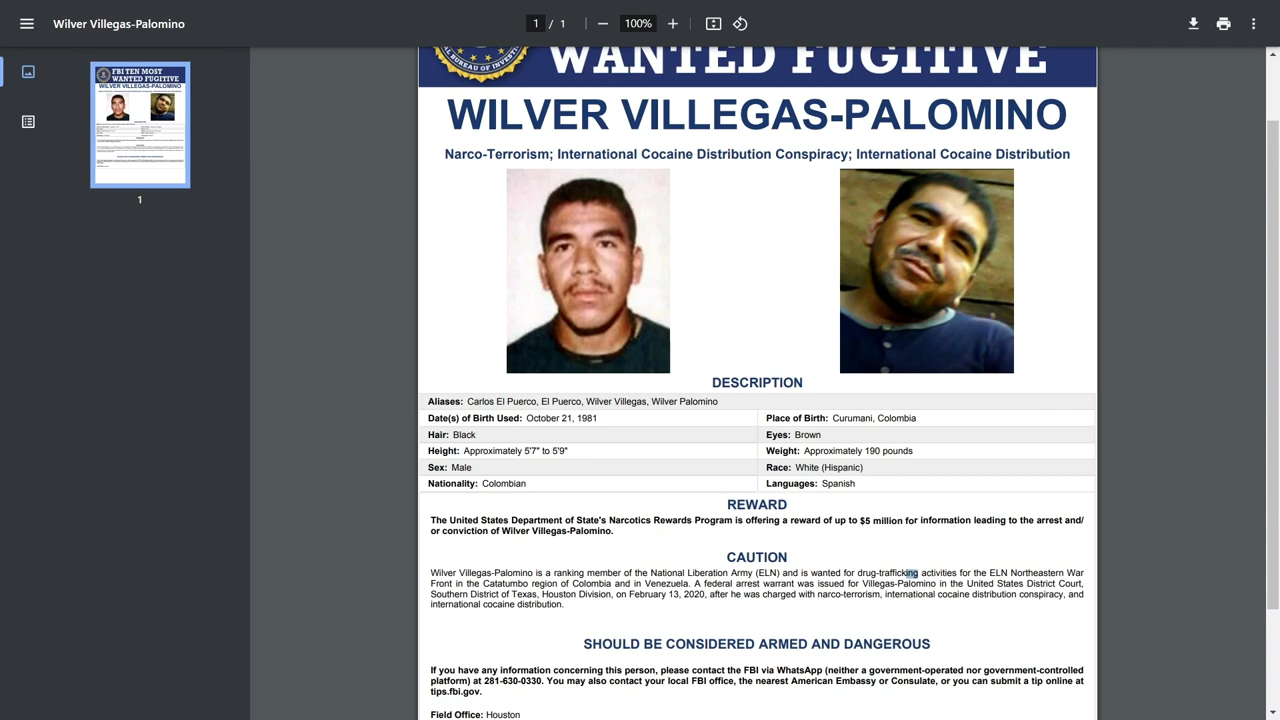 Wilver Villegas-Palomino
1 / 1
100%
FBI TEN MOST
WANTED FUGITIVE
WILVER VILLEGAS-PALOMINO
1
WANTED FUGITIVE
WILVER VILLEGAS-PALOMINO
Narco-Terrorism; International Cocaine Distribution Conspiracy; International Cocaine Distribution
DESCRIPTION
Aliases: Carlos El Puerco, El Puerco, Wilver Villegas, Wilver Palomino
Date(s) of Birth Used: October 21, 1981
Place of Birth: Curumani, Colombia
Hair: Black
Eyes: Brown
Height: Approximately 5'7" to 5'9"
Weight: Approximately 190 pounds
Sex: Male
Race: White (Hispanic)
Nationality: Colombian
Languages: Spanish
REWARD
The United States Department of State's Narcotics Rewards Program is offering a reward of up to $5 million for information leading to the arrest and/
or conviction of Wilver Villegas-Palomino.
CAUTION
Wilver Villegas-Palomino is a ranking member of the National Liberation Army (ELN) and is wanted for drug-trafficking activities for the ELN Northeastern War
Front in the Catatumbo region of Colombia and in Venezuela. A federal arrest warrant was issued for Villegas-Palomino in the United States District Court,
Southern District of Texas, Houston Division, on February 13, 2020, after he was charged with narco-terrorism, international cocaine distribution conspiracy, and
international cocaine distribution.
SHOULD BE CONSIDERED ARMED AND DANGEROUS
If you have any information concerning this person, please contact the FBI via WhatsApp (neither a government-operated nor government-controlled
platform) at 281-630-0330. You may also contact your local FBI office, the nearest American Embassy or Consulate, or you can submit a tip online at
tips.fbi.gov.
Field Office: Houston